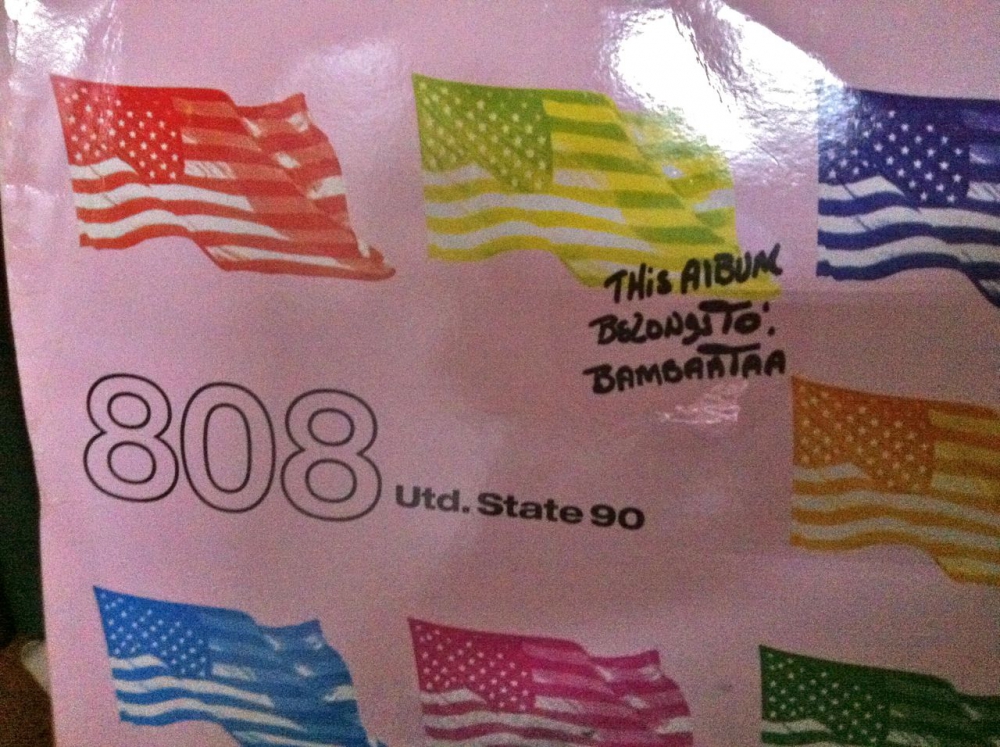 THiS AlBUM
BELONGS TO:
BAMBAATAA
808
Utd. State 90